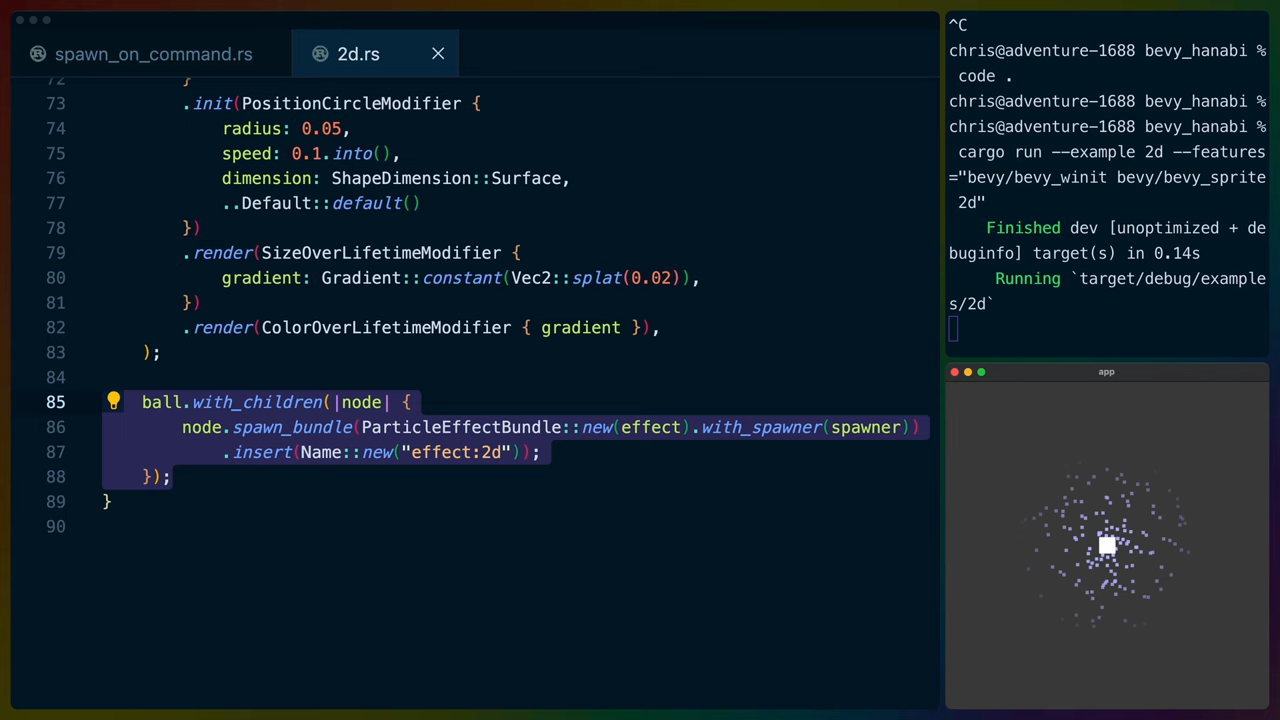 spawn_on_command.rs
2d.rs
72 }
73 .init(PositionCircleModifier {
74 radius: 0.05,
75 speed: 0.1.into(),
76 dimension: ShapeDimension::Surface,
77 ..Default::default()
78 })
79 .render(SizeOverLifetimeModifier {
80 gradient: Gradient::constant(Vec2::splat(0.02)),
81 })
82 .render(ColorOverLifetimeModifier { gradient }),
83 );
84
85 ball.with_children(|node| {
86 node.spawn_bundle(ParticleEffectBundle::new(effect).with_spawner(spawner))
87 .insert(Name::new("effect:2d"));
88 });
89 }
90
^C
chris@adventure-1688 bevy_hanabi %
code .
chris@adventure-1688 bevy_hanabi %
chris@adventure-1688 bevy_hanabi %
cargo run --example 2d --features
="bevy/bevy_winit bevy/bevy_sprite
2d"
Finished dev [unoptimized + de
buginfo] target(s) in 0.14s
Running `target/debug/example
s/2d`
app